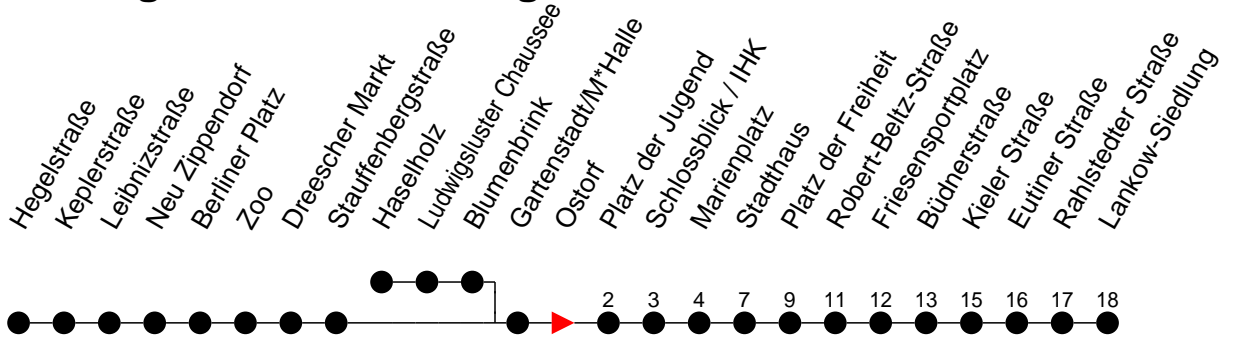 Hegelstraße
Keplerstraße
Leibnizstraße
Neu Zippendorf
Berliner Platz
Zoo
Dreescher Markt
Stauffenbergstraße
Haselholz
Ludwigsluster Chaussee
Blumenbrink
Gartenstadt/M*Halle
Ostorf
Platz der Jugend
Schlossblick / IHK
Marienplatz
Stadthaus
Platz der Freiheit
Robert-Beltz-Straße
Friesensportplatz
Büdnerstraße
Kieler Straße
Eutiner Straße
Rahlstedter Straße
Lankow-Siedlung
2 3 4 7 9 11 12 13 15 16 17 18